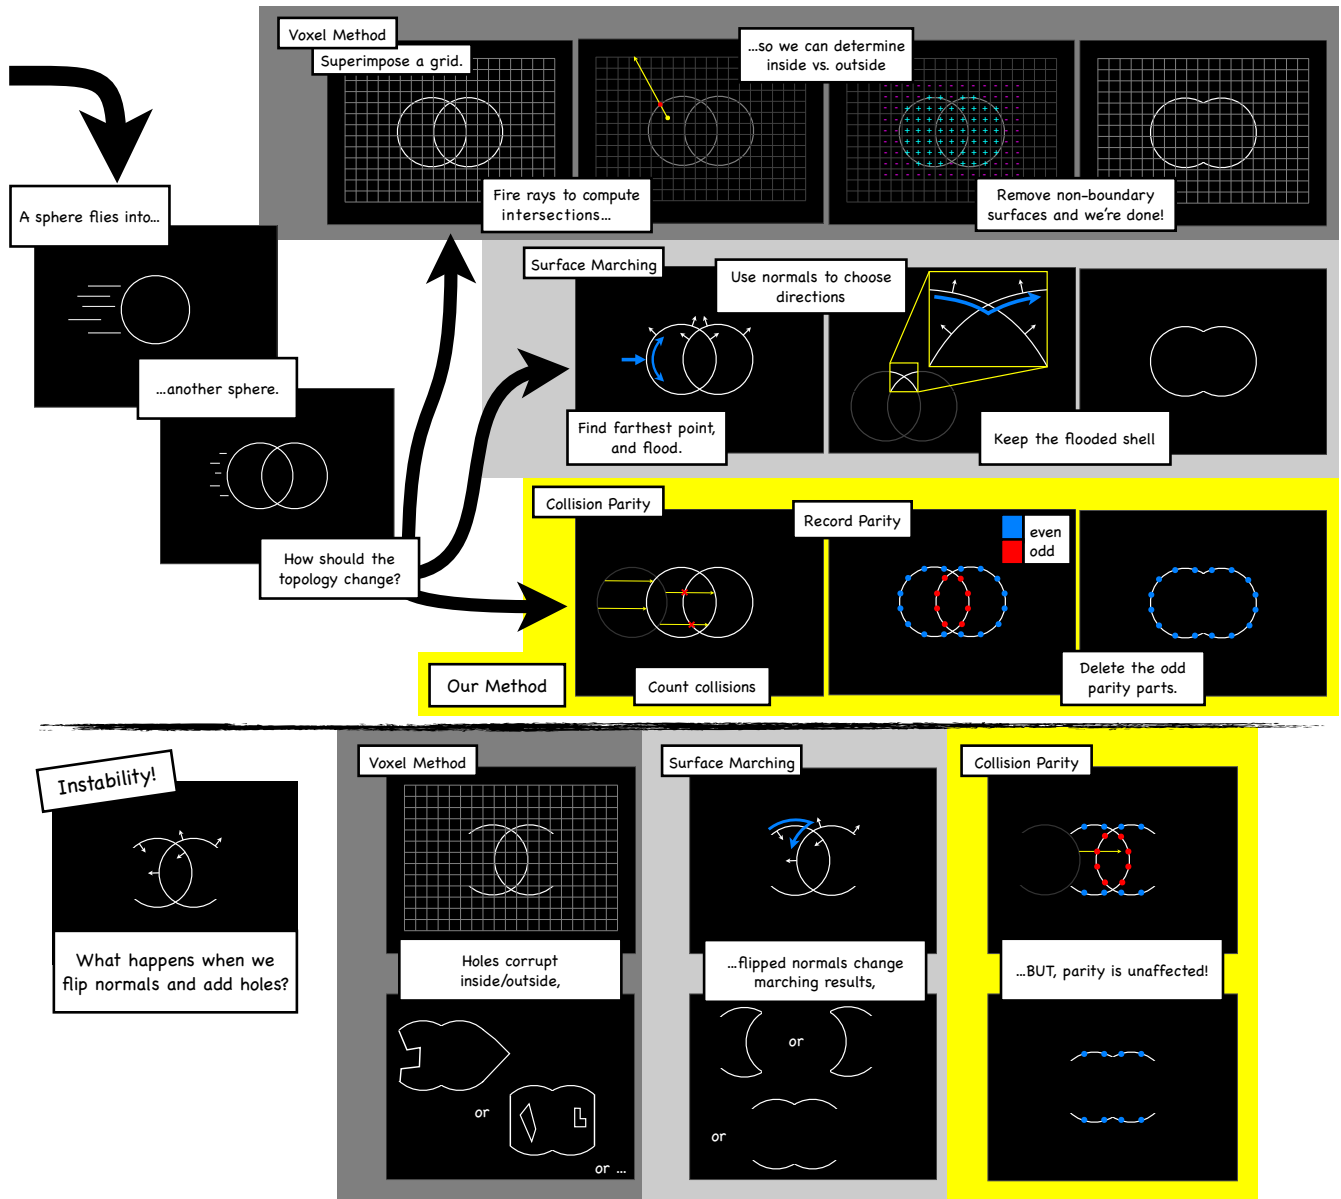 Voxel Method
Superimpose a grid.
Fire rays to compute
intersections...
...so we can determine
inside vs. outside
Remove non-boundary
surfaces and we're done!
A sphere flies into...
...another sphere.
How should the
topology change?
Surface Marching
Find farthest point,
and flood.
Use normals to choose
directions
Keep the flooded shell
Collision Parity
Count collisions
Record Parity
even
odd
Delete the odd
parity parts.
Our Method
Instability!
What happens when we
flip normals and add holes?
Voxel Method
Holes corrupt
inside/outside,
or
or ...
Surface Marching
...flipped normals change
marching results,
or
or
Collision Parity
...BUT, parity is unaffected!